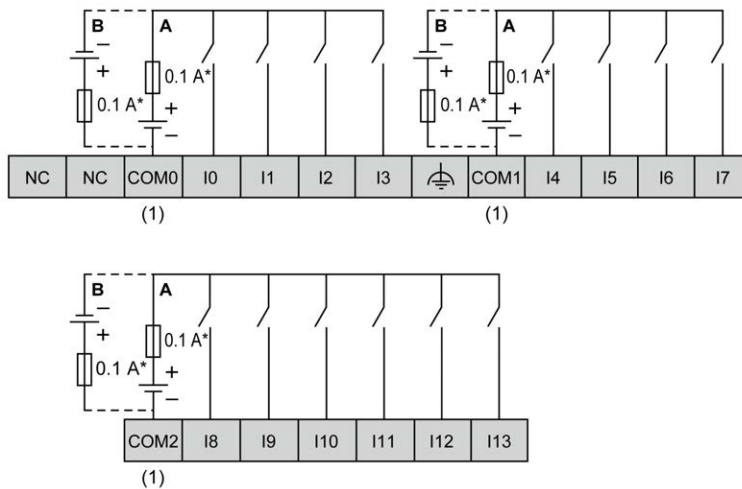 B − A B − A
+ 0.1 A* + 0.1 A*
0.1 A* + 0.1 A* +
− −
NC NC COM0 I0 I1 I2 I3 COM1 I4 I5 I6 I7
(1) (1)
B − A
+ 0.1 A*
0.1 A* +
−
COM2 I8 I9 I10 I11 I12 I13
(1)